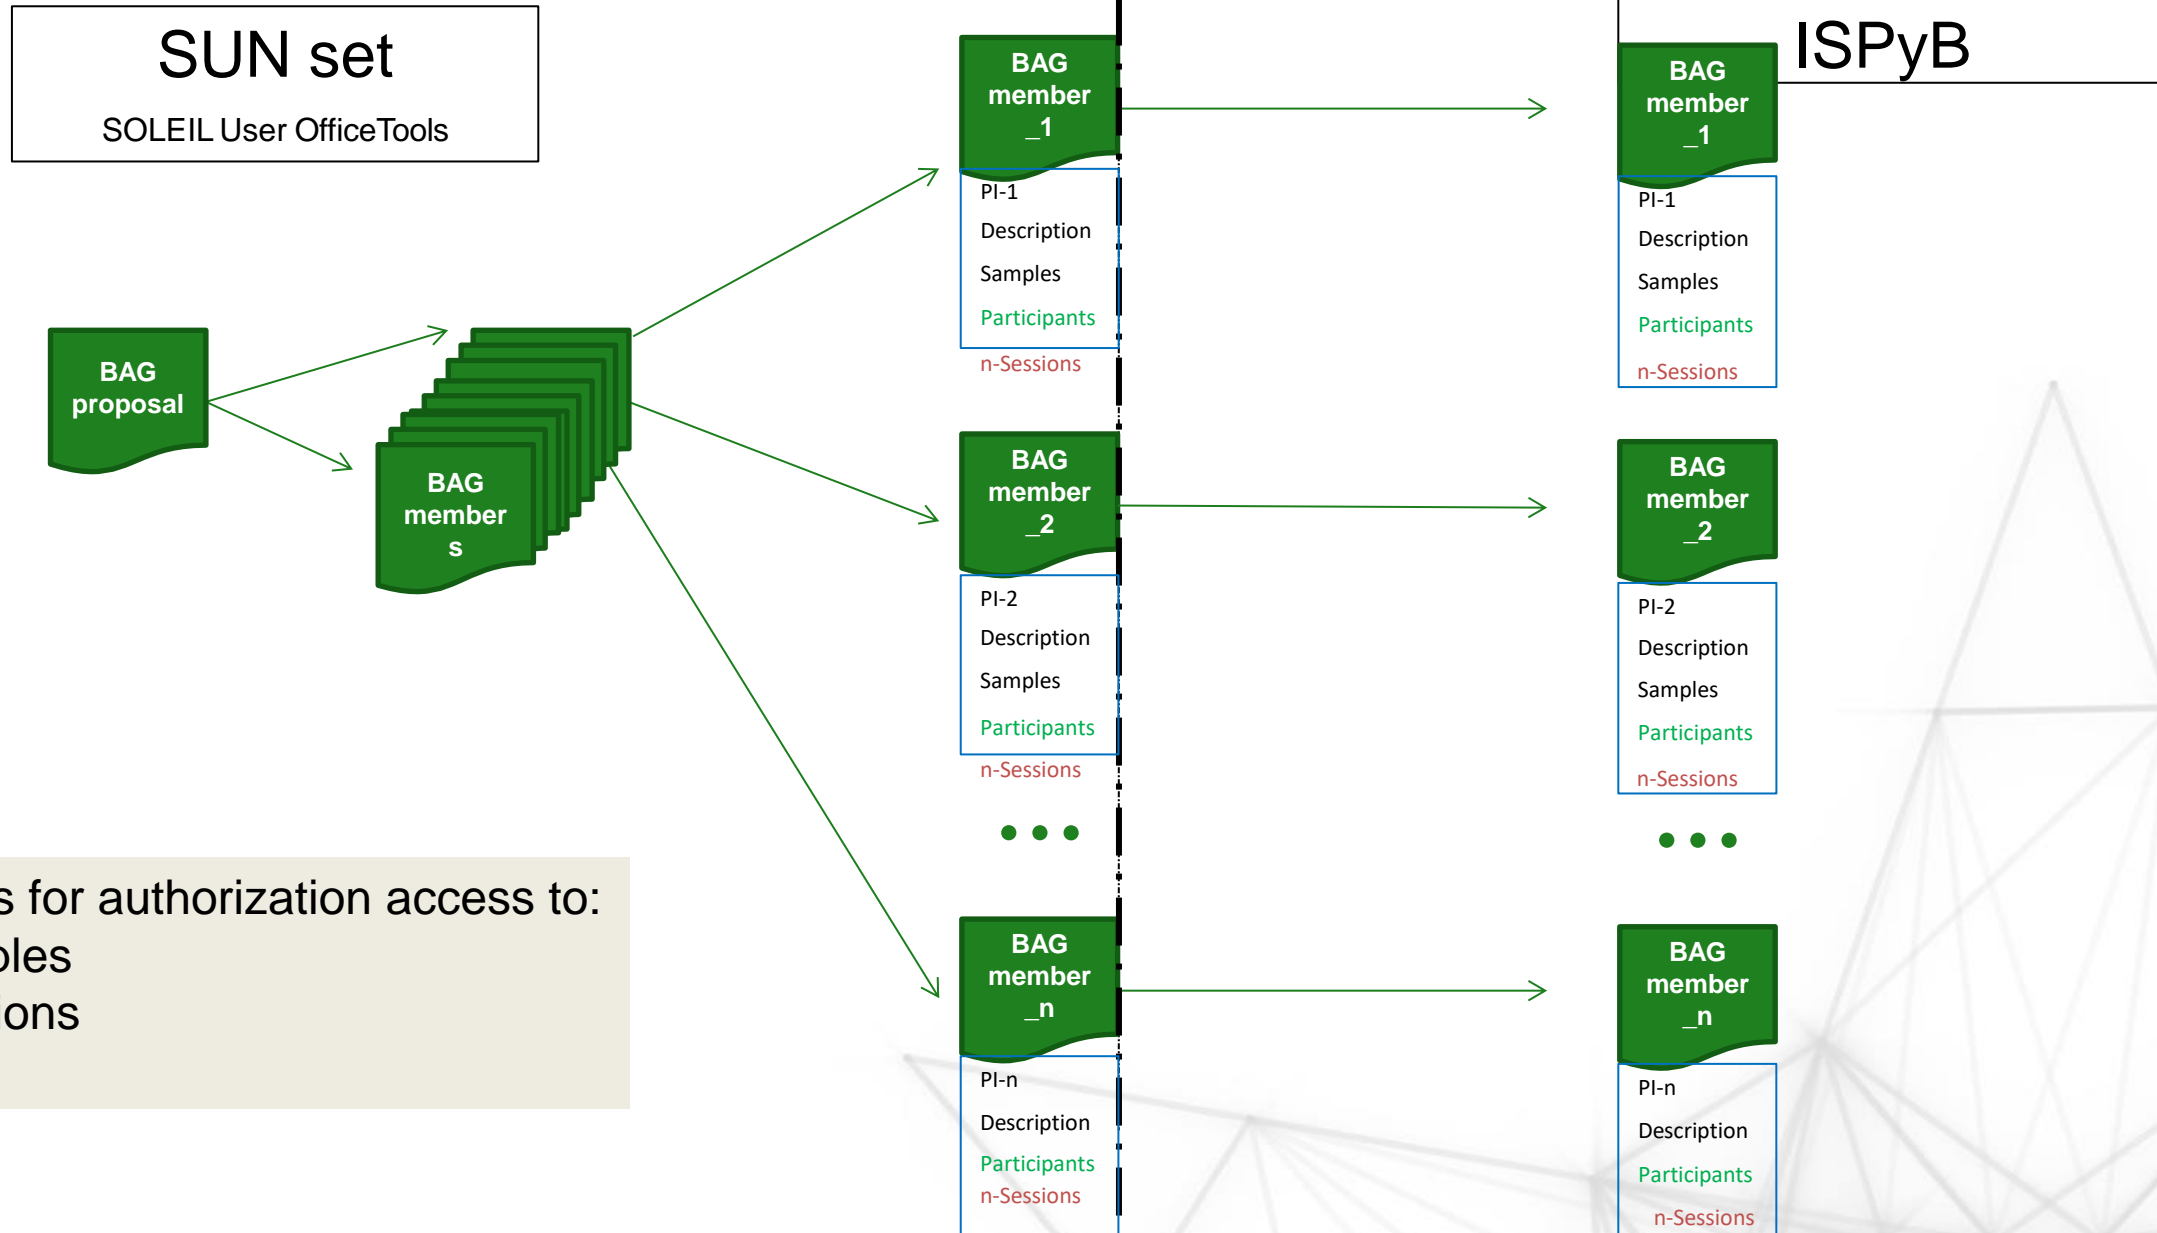 SUN set
SOLEIL User OfficeTools
ISPyB
BAG
proposal
BAG
member
s
BAG
member
_1
PI-1
Description
Samples
Participants
n-Sessions
BAG
member
_2
PI-2
Description
Samples
Participants
n-Sessions
BAG
member
_n
PI-n
Description
Participants
n-Sessions
BAG
member
_1
PI-1
Description
Samples
Participants
n-Sessions
BAG
member
_2
PI-2
Description
Samples
Participants
n-Sessions
BAG
member
_n
PI-n
Description
Participants
n-Sessions
for authorization access to: